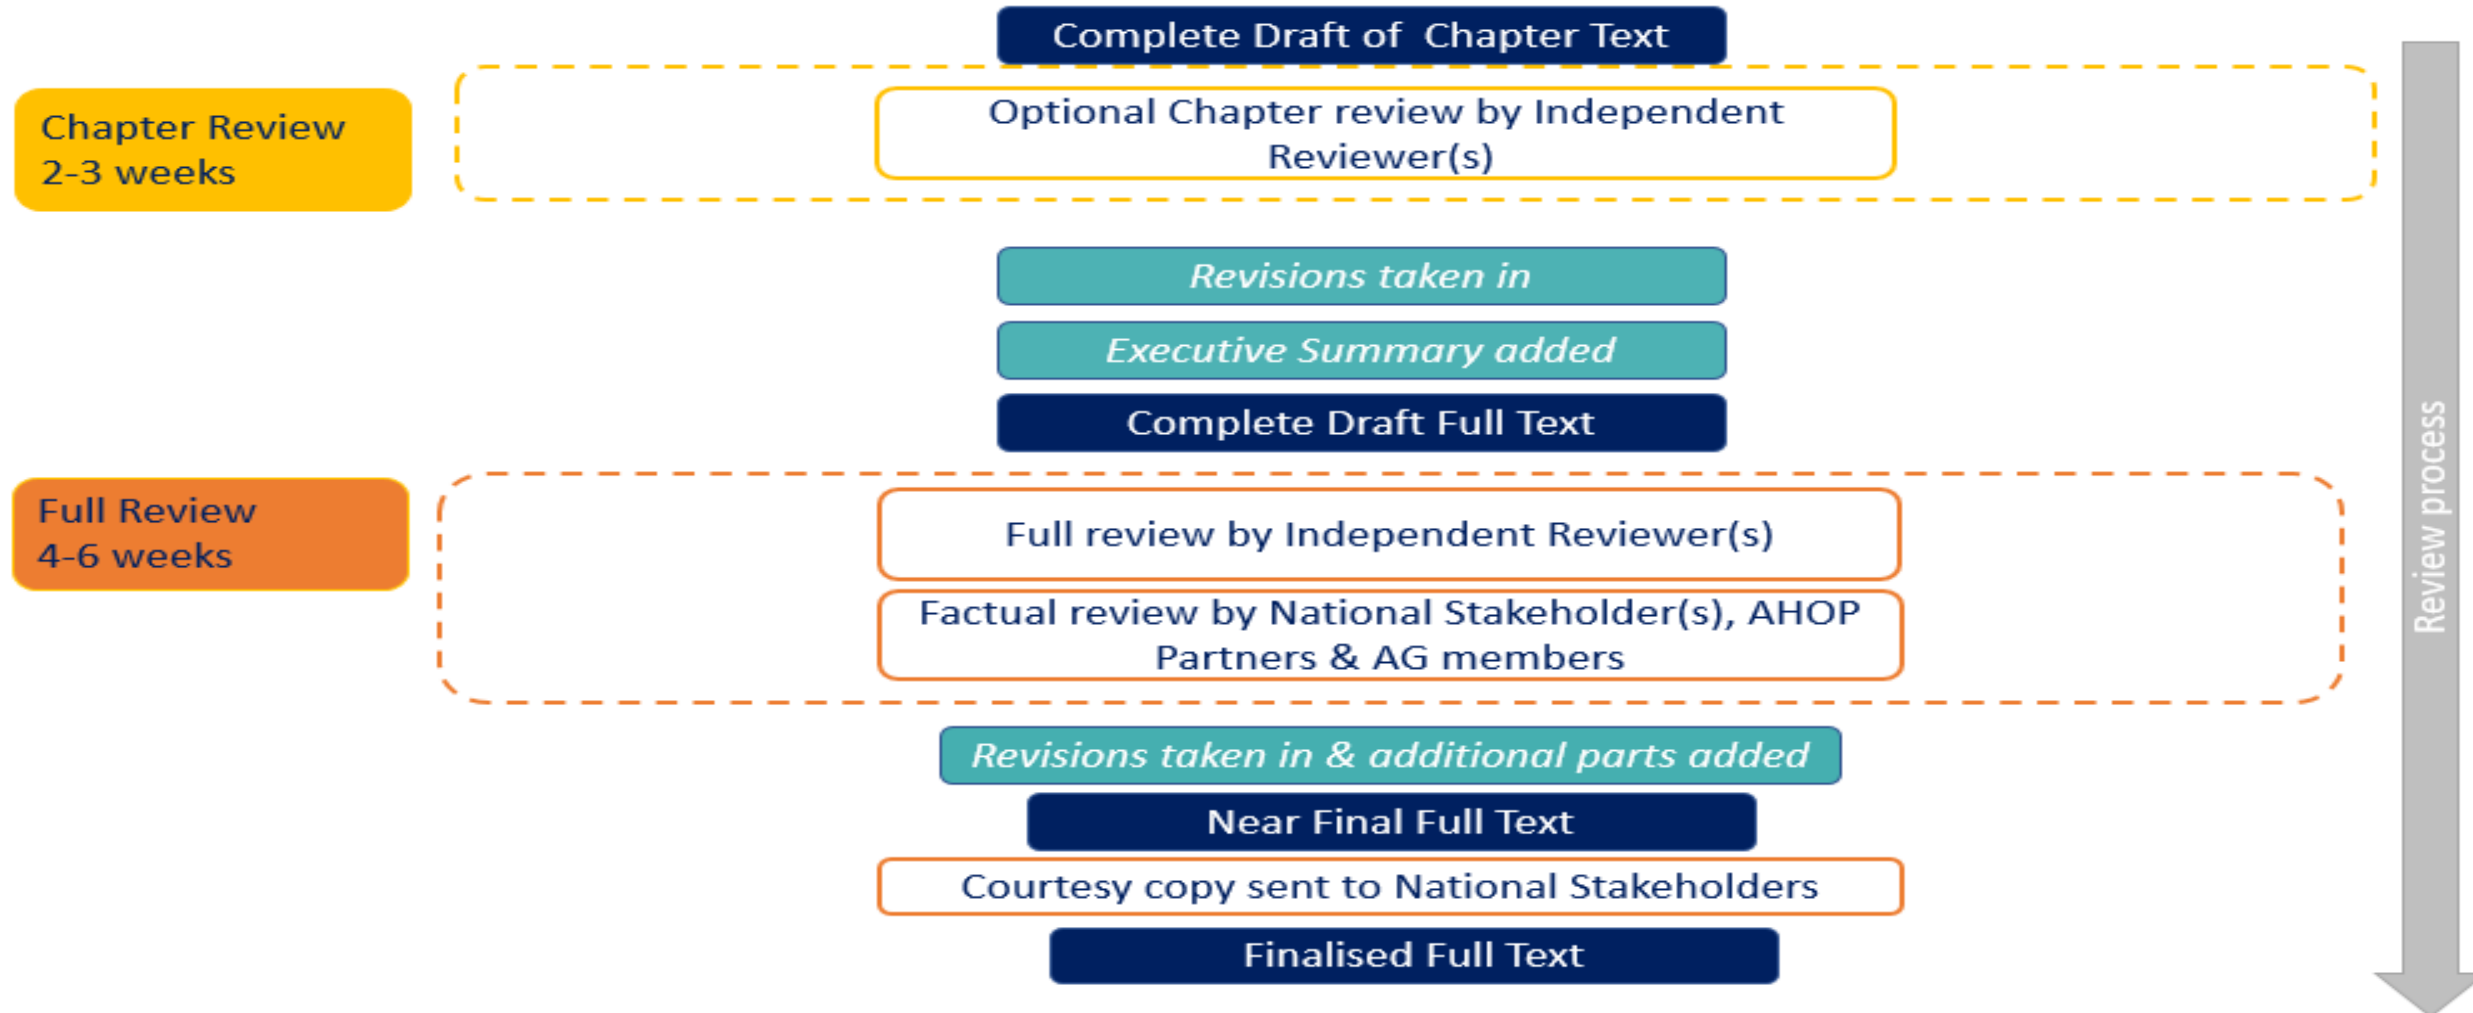 Complete Draft of Chapter Text
Chapter Review
2-3 weeks
Optional Chapter review by Independent
Reviewer(s)
Revisions taken in
Executive Summary added
Complete Draft Full Text
Full Review
4-6 weeks
Full review by Independent Reviewer(s)
Factual review by National Stakeholder(s), AHOP
Partners & AG members
Revisions taken in & additional parts added
Near Final Full Text
Courtesy copy sent to National Stakeholders
Finalised Full Text
Review process